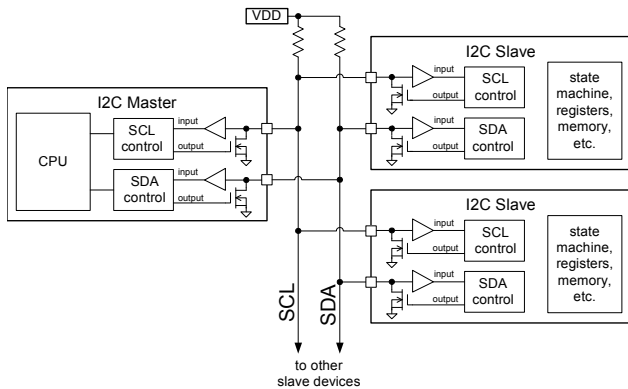 VDD
I2C Slave
input
SCL
control
output
input
SDA
control
output
state
machine,
registers,
memory,
etc.
I2C Master
CPU
SCL
control
input
output
SDA
control
input
output
I2C Slave
input
SCL
control
output
input
SDA
control
output
state
machine,
registers,
memory,
etc.
SCL
SDA
to other
slave devices